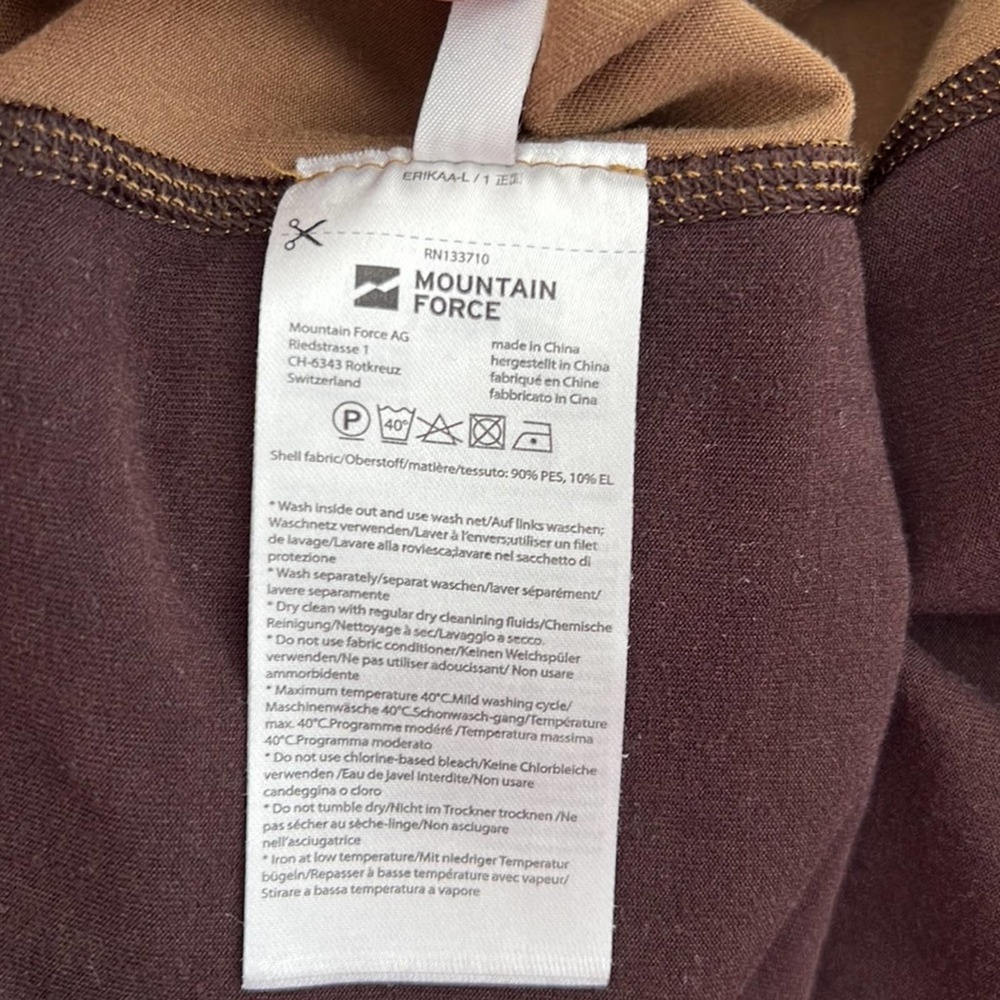 ERIKAA-L / 1 正面
RN133710
MOUNTAIN
FORCE
Mountain Force AG
Riedstrasse 1
CH-6343 Rotkreuz
Switzerland
made in China
hergestellt in China
fabriqué en Chine
fabbricato in Cina
P 40°
Shell fabric/Oberstoff/matière/tessuto: 90% PES, 10% EL
* Wash inside out and use wash net/Auf links waschen;
Waschnetz verwenden/Laver à l'envers;utiliser un filet
de lavage/Lavare alla roviesca;lavare nel sacchetto di
protezione
* Wash separately/separat waschen/laver séparément/
lavere separamente
* Dry clean with regular dry cleanining fluids/Chemische
Reinigung/Nettoyage à sec/Lavaggio a secco.
* Do not use fabric conditioner/Keinen Weichspüler
verwenden/Ne pas utiliser adoucissant/ Non usare
ammorbidente
* Maximum temperature 40°C.Mild washing cycle/
Maschinenwäsche 40°C.Schonwasch-gang/Température
max. 40°C.Programme modéré /Temperatura massima
40°C.Programma moderato
* Do not use chlorine-based bleach/Keine Chlorbleiche
verwenden /Eau de javel interdite/Non usare
candeggina o cloro
* Do not tumble dry/Nicht im Trockner trocknen /Ne
pas sécher au sèche-linge/Non asciugare
nell'asciugatrice
* Iron at low temperature/Mit niedriger Temperatur
bügeln/Repasser à basse température avec vapeur/
Stirare a bassa temperatura a vapore